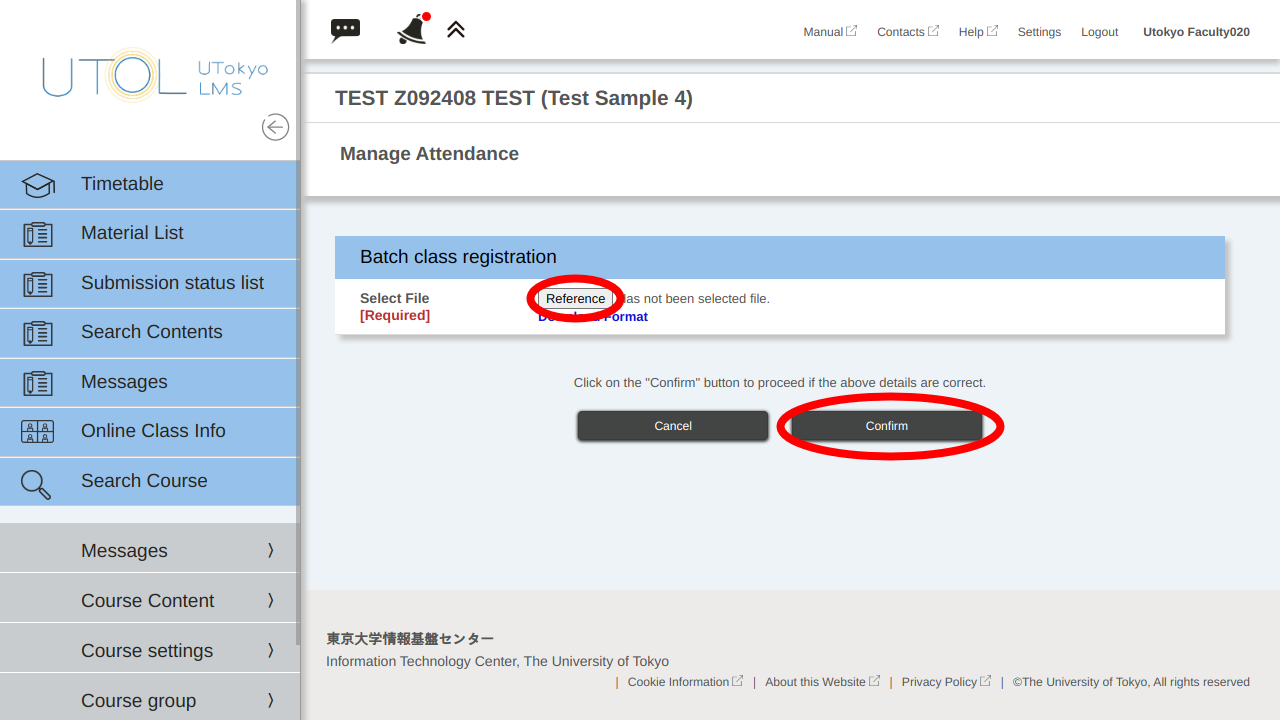 UTOL UTokyo LMS
Timetable
Material List
Submission status list
Search Contents
Messages
Online Class Info
Search Course
Messages
Course Content
Course settings
Course group
Manual Contacts Help Settings Logout Utokyo Faculty020
TEST Z092408 TEST (Test Sample 4)
Manage Attendance
Batch class registration
Select File
[Required]
Reference has not been selected file.
Download Format
Click on the "Confirm" button to proceed if the above details are correct.
Cancel Confirm
東京大学情報基盤センター
Information Technology Center, The University of Tokyo
| Cookie Information | About this Website | Privacy Policy | ©The University of Tokyo, All rights reserved